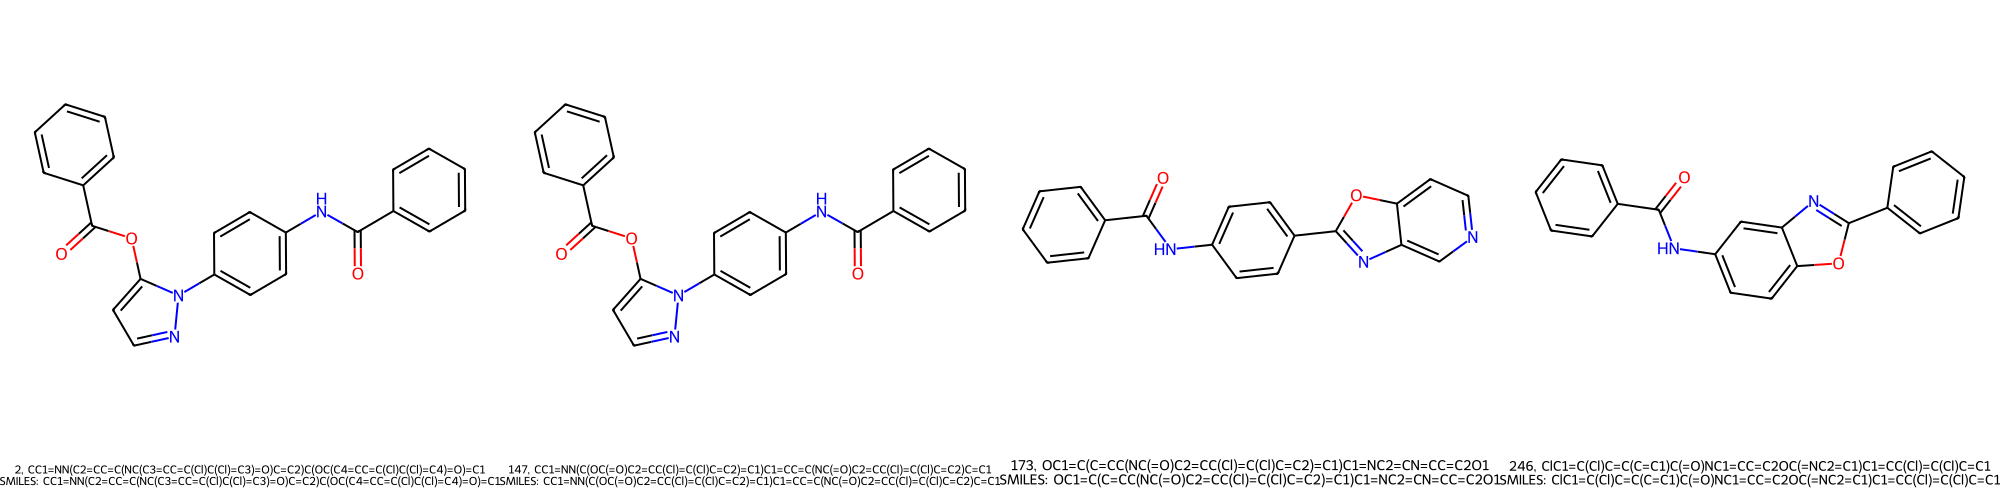 O
O
NH
O
N
N
O
O
NH
O
N
N
O
HN
O
N
N
O
HN
N
O
2, CC1=NN(C2=CC=C(NC(C3=CC=C(Cl)C(Cl)=C3)=O)C=C2)C(OC(C4=CC=C(Cl)C(Cl)=C4)=O)=C1
SMILES: CC1=NN(C2=CC=C(NC(C3=CC=C(Cl)C(Cl)=C3)=O)C=C2)C(OC(C4=CC=C(Cl)C(Cl)=C4)=O)=C1
147, CC1=NN(C(OC(=O)C2=CC(Cl)=C(Cl)C=C2)=C1)C1=CC=C(NC(=O)C2=CC(Cl)=C(Cl)C=C2)C=C1
SMILES: CC1=NN(C(OC(=O)C2=CC(Cl)=C(Cl)C=C2)=C1)C1=CC=C(NC(=O)C2=CC(Cl)=C(Cl)C=C2)C=C1
173, OC1=C(C=CC(NC(=O)C2=CC(Cl)=C(Cl)C=C2)=C1)C1=NC2=CN=CC=C2O1
SMILES: OC1=C(C=CC(NC(=O)C2=CC(Cl)=C(Cl)C=C2)=C1)C1=NC2=CN=CC=C2O1
246, ClC1=C(Cl)C=C(C=C1)C(=O)NC1=CC=C2OC(=NC2=C1)C1=CC(Cl)=C(Cl)C=C1
SMILES: ClC1=C(Cl)C=C(C=C1)C(=O)NC1=CC=C2OC(=NC2=C1)C1=CC(Cl)=C(Cl)C=C1